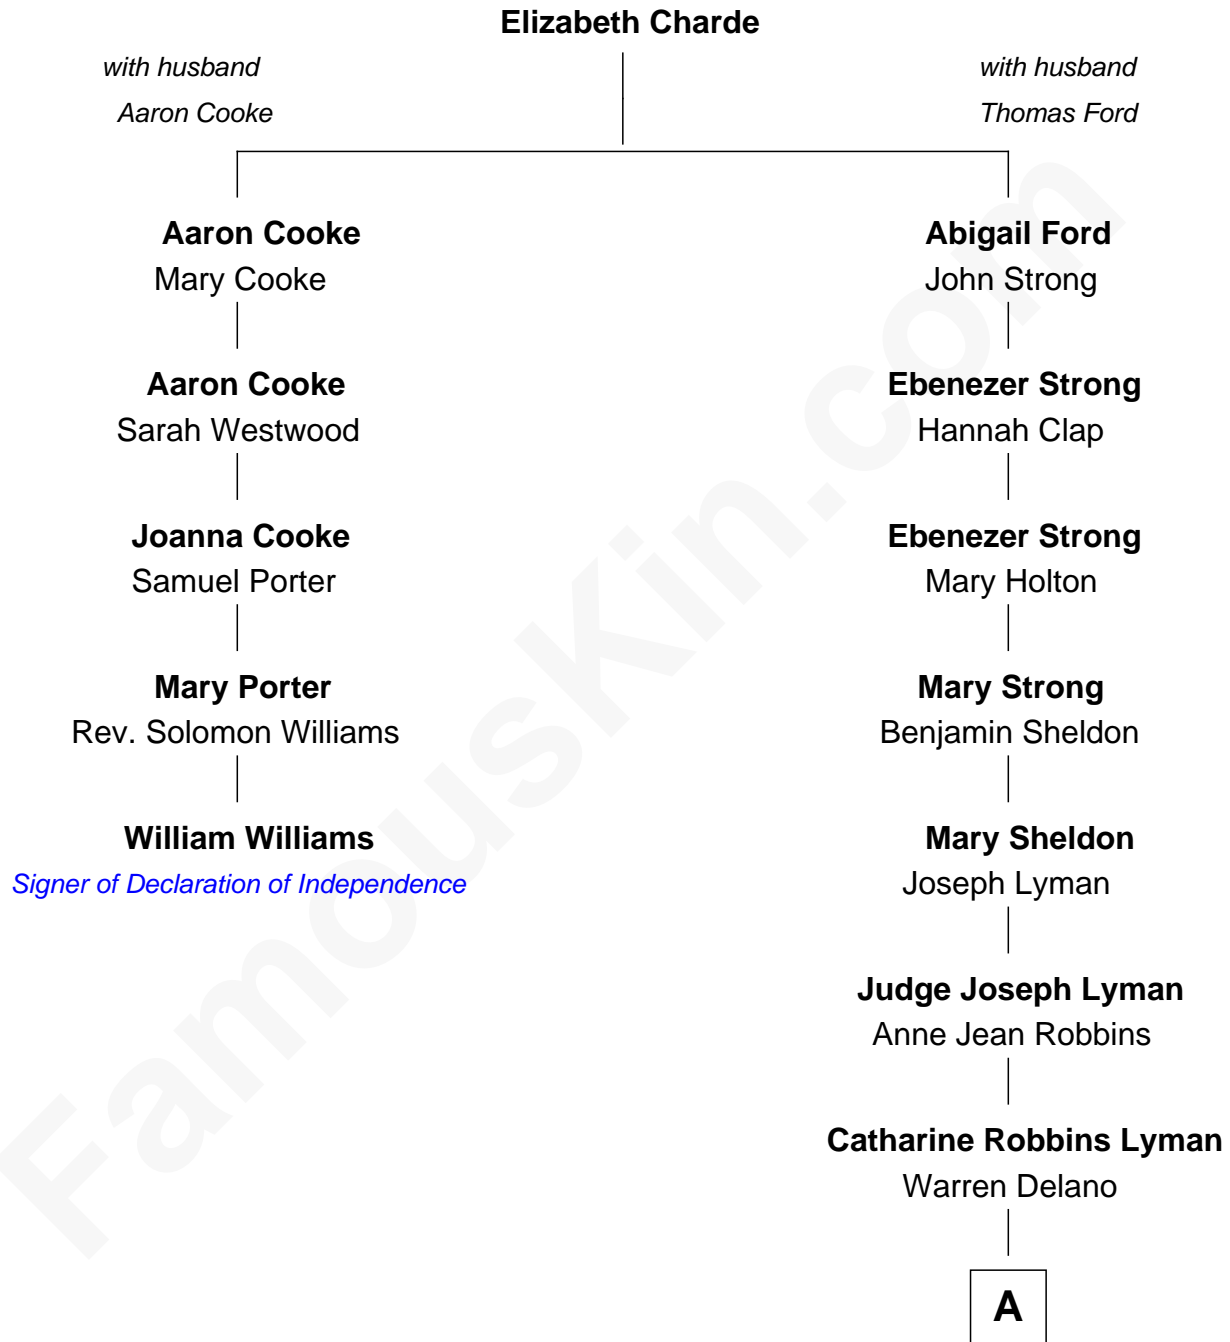 Elizabeth Charde
with husband
Aaron Cooke
with husband
Thomas Ford
Aaron Cooke
Mary Cooke
Abigail Ford
John Strong
Aaron Cooke
Sarah Westwood
Ebenezer Strong
Hannah Clap
Joanna Cooke
Samuel Porter
Ebenezer Strong
Mary Holton
Mary Porter
Rev. Solomon Williams
Mary Strong
Benjamin Sheldon
William Williams
Signer of Declaration of Independence
Mary Sheldon
Joseph Lyman
Judge Joseph Lyman
Anne Jean Robbins
Catharine Robbins Lyman
Warren Delano
A
FamousKin.com